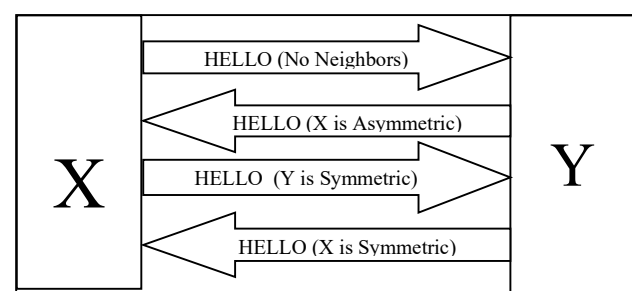 HELLO (No Neighbors)
HELLO (X is Asymmetric)
X
HELLO (Y is Symmetric)
Y
HELLO (X is Symmetric)